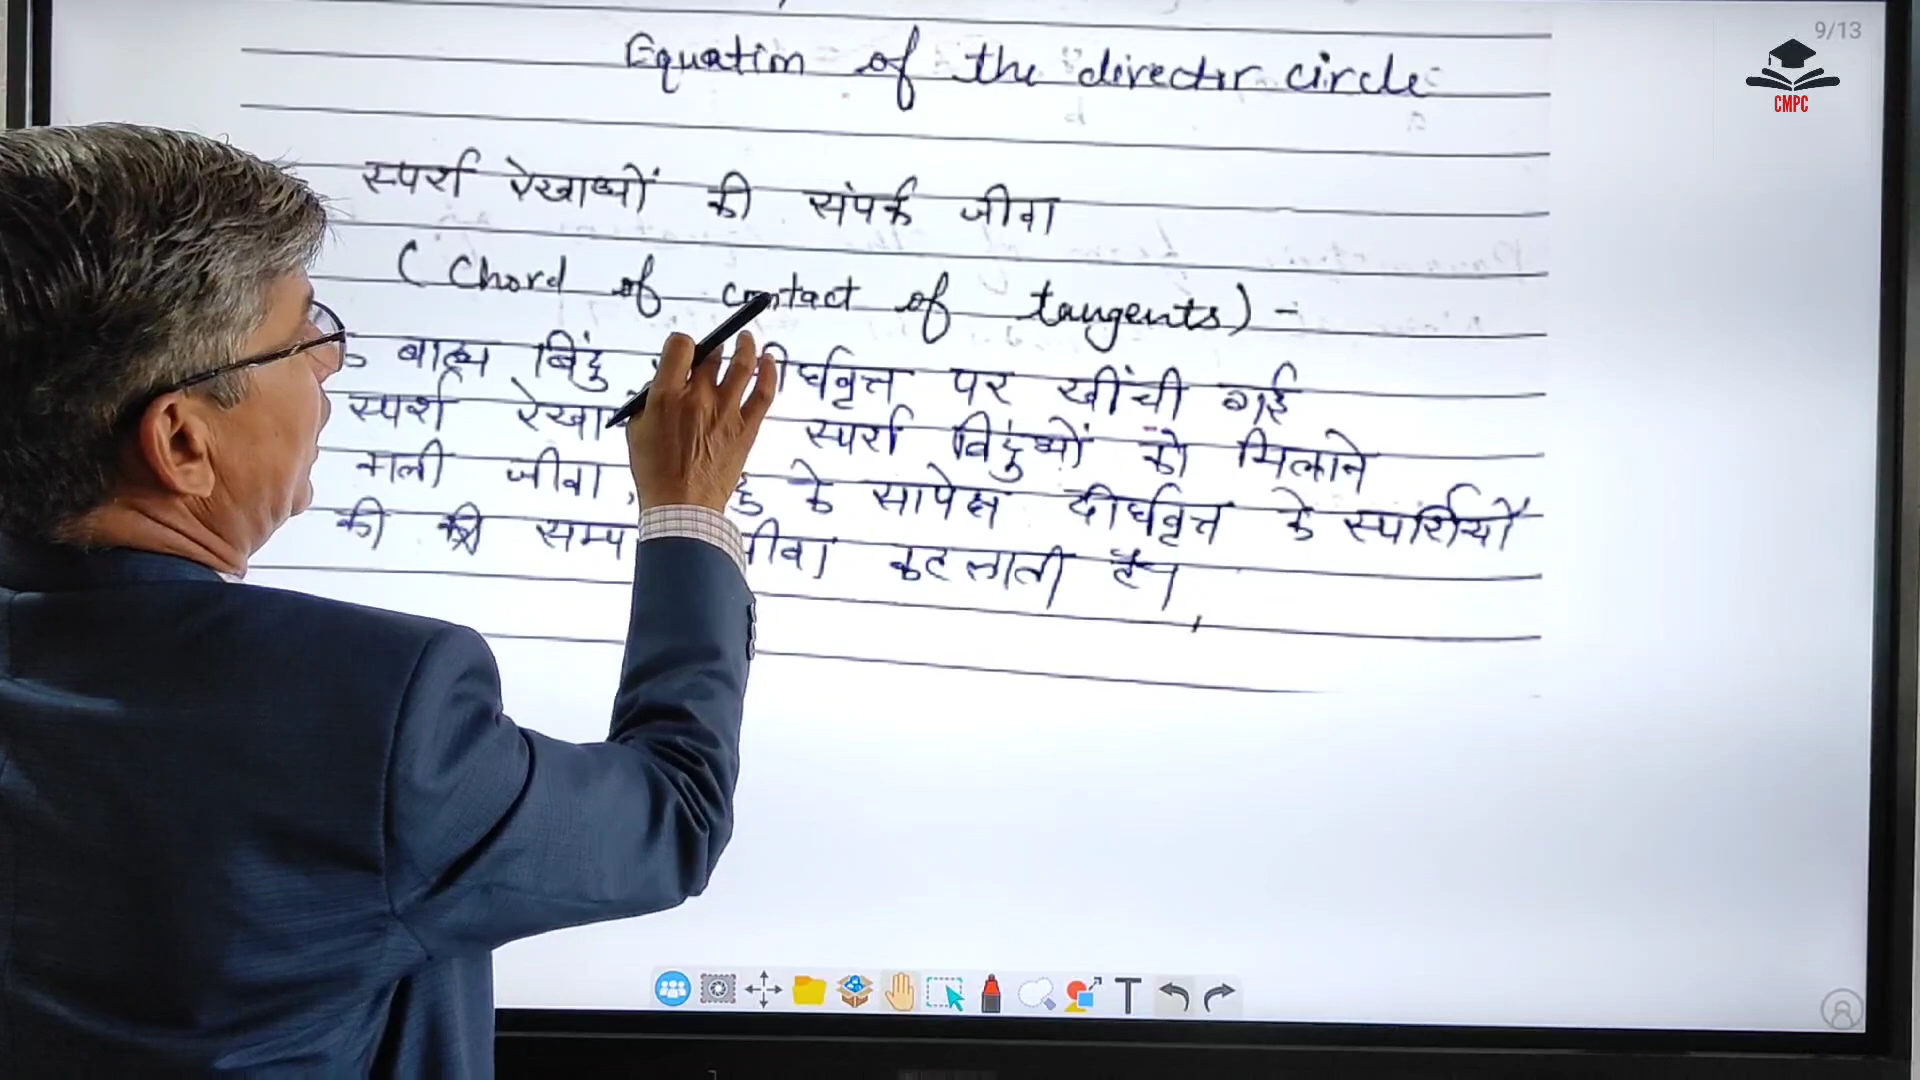 9/13
CMPC
Equation of the director circle
स्पर्श रेखाओं की संपर्क जीवा
(Chord of contact of tangents) -
बाह्य बिंदु दीर्घवृत्त पर खींची गई
स्पर्श स्पर्श बिंदुओं को मिलाने
वाली जीवा, के सापेक्ष दीर्घवृत्त के स्पर्शियों
की की जीवा कहलाती है।